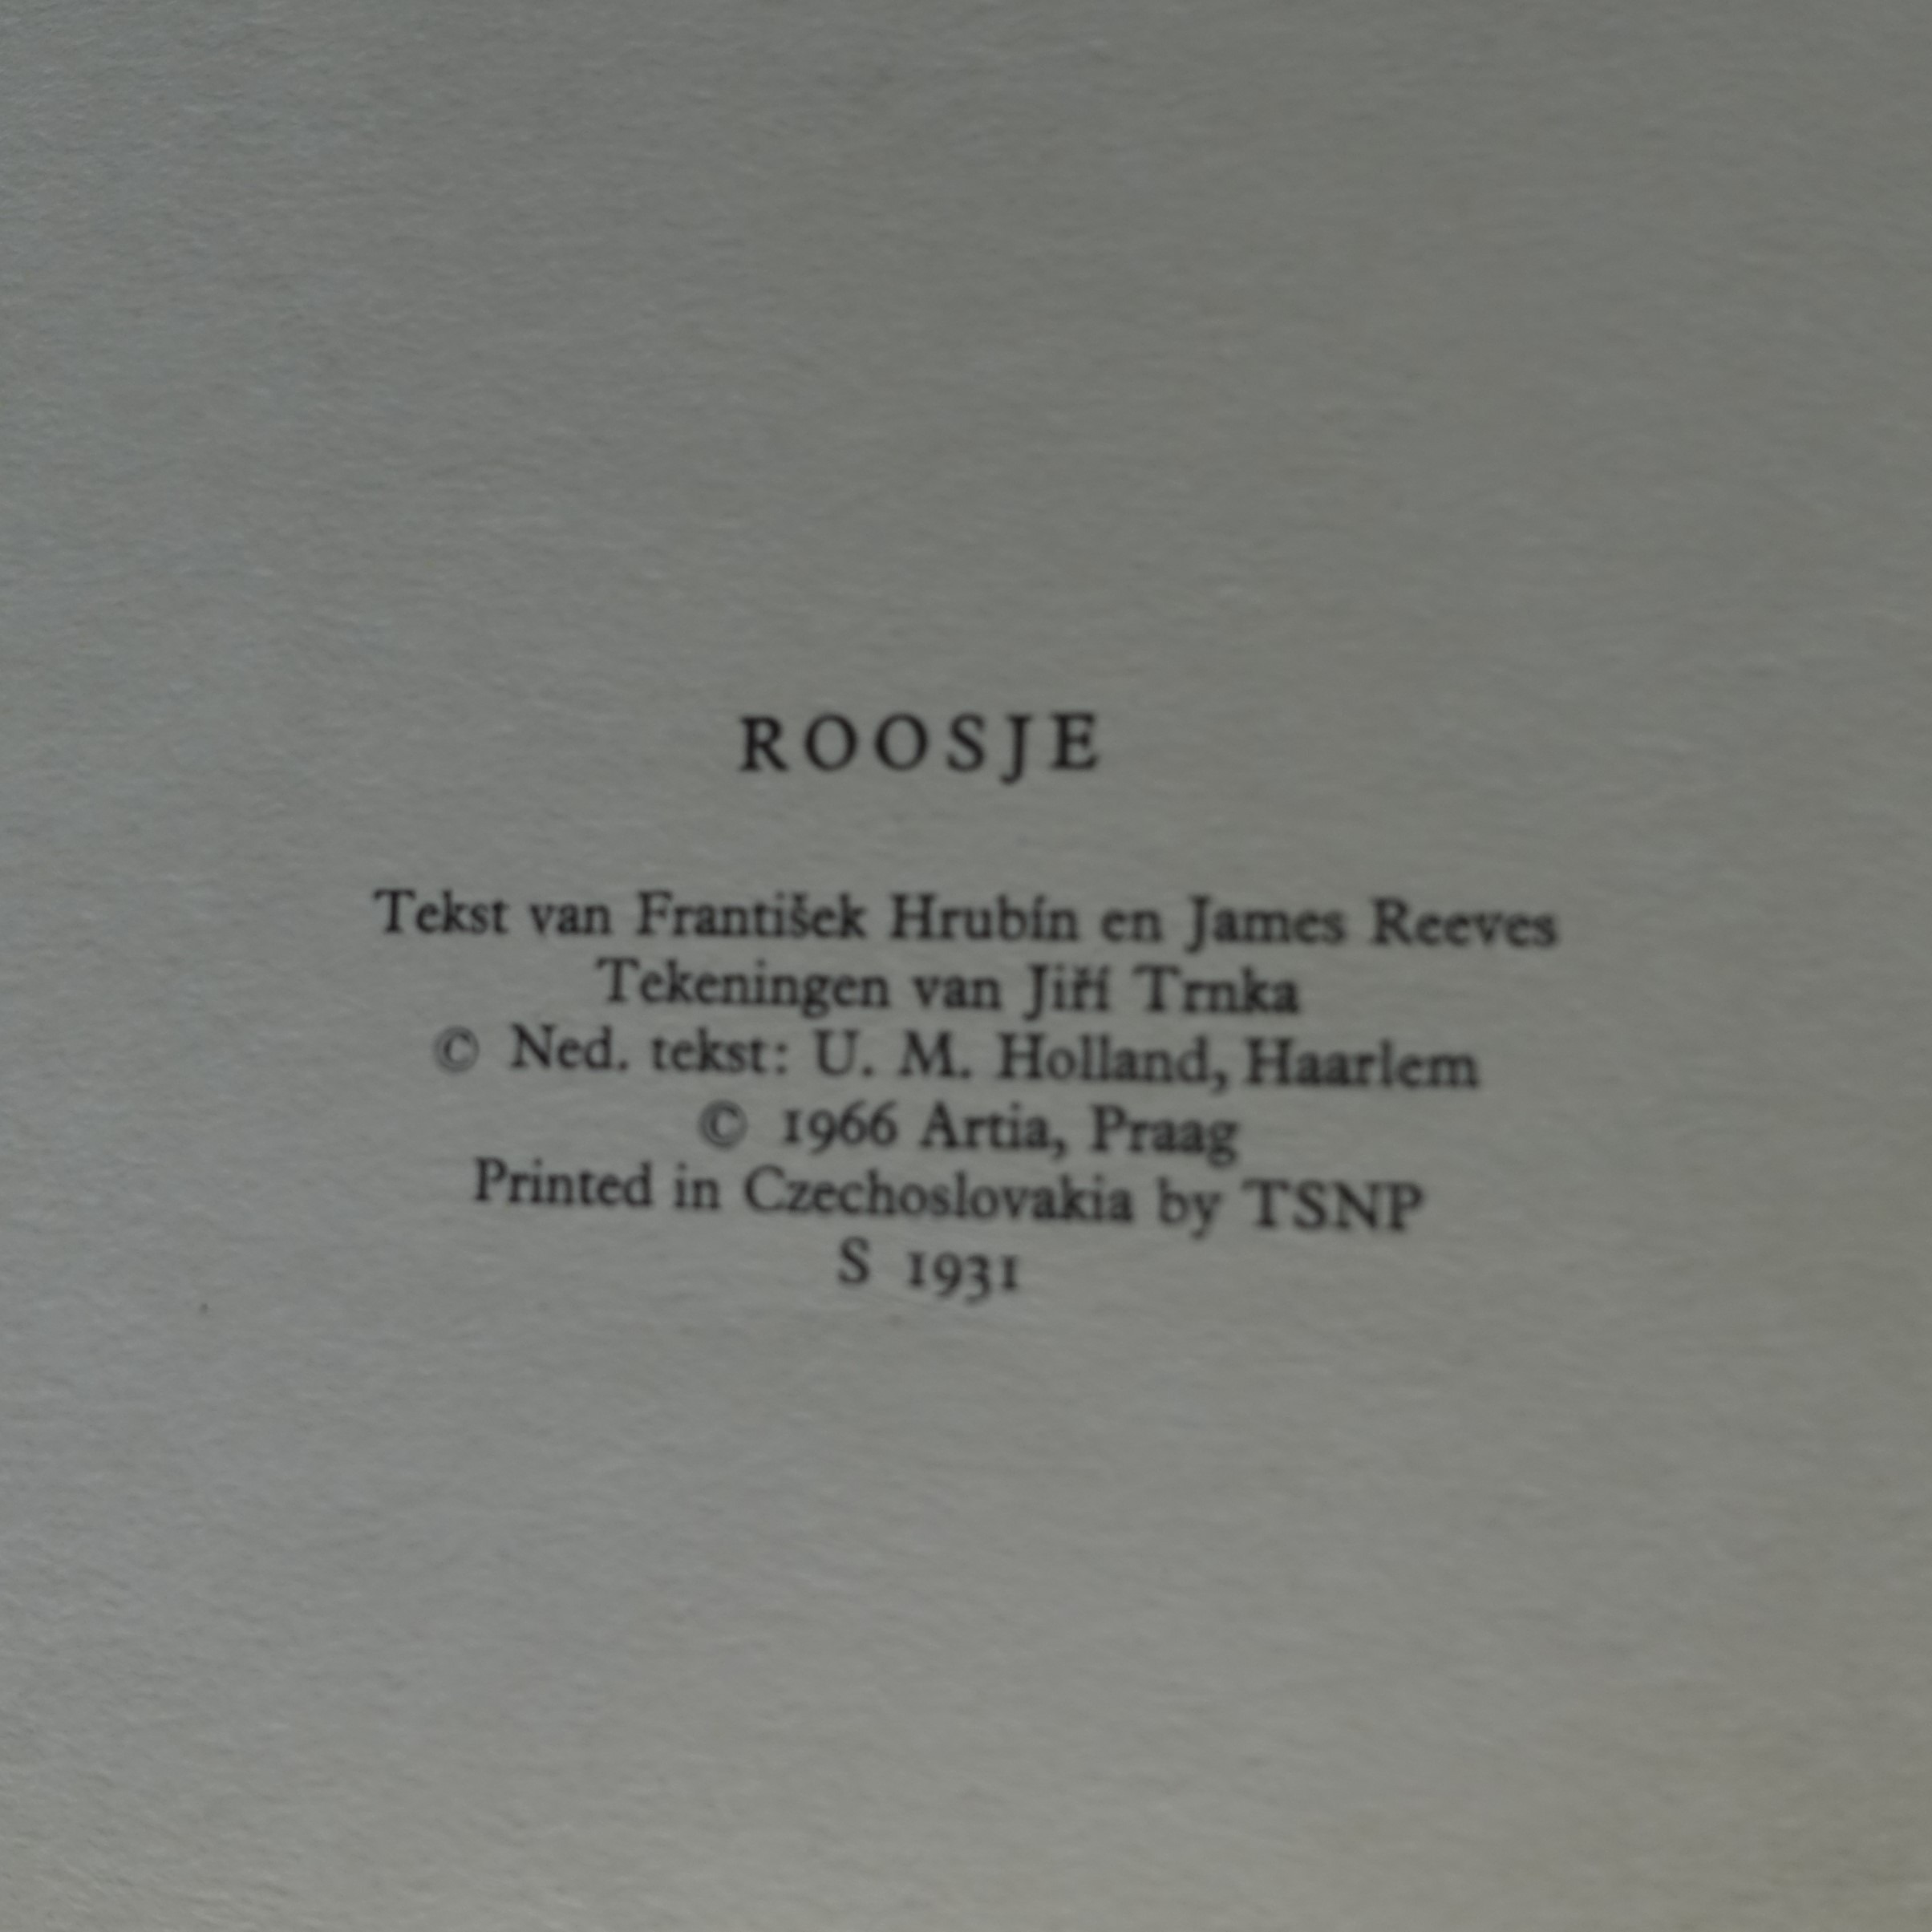 ROOSJE
Tekst van František Hrubín en James Reeves
Tekeningen van Jiří Trnka
© Ned. tekst: U. M. Holland, Haarlem
© 1966 Artia, Praag
Printed in Czechoslovakia by TSNP
S 1931